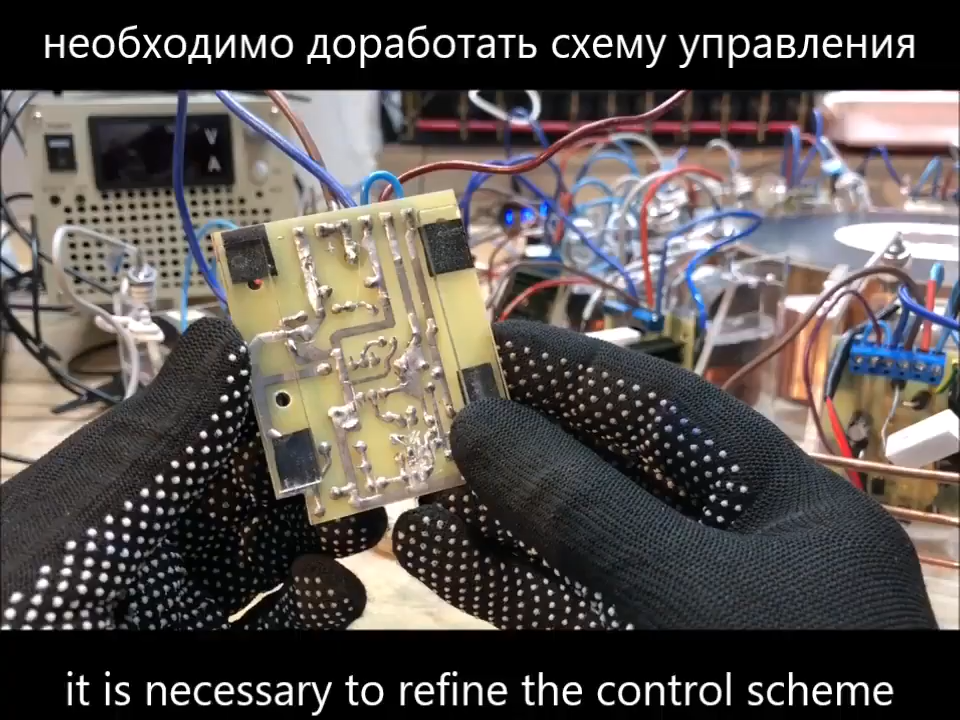 необходимо доработать схему управления
V
A
it is necessary to refine the control scheme